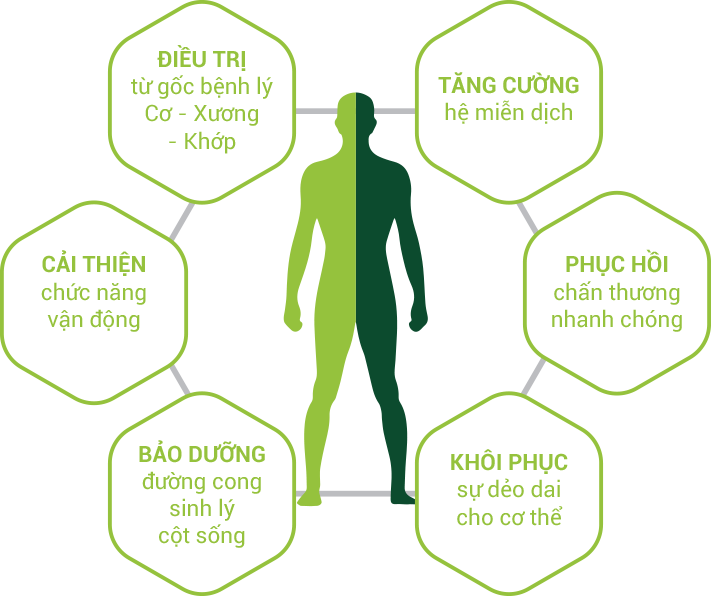 ĐIỀU TRỊ
từ gốc bệnh lý
Cơ - Xương
- Khớp
TĂNG CƯỜNG
hệ miễn dịch
CẢI THIỆN
chức năng
vận động
PHỤC HỒI
chấn thương
nhanh chóng
BẢO DƯỠNG
đường cong
sinh lý
cột sống
KHÔI PHỤC
sự dẻo dai
cho cơ thể